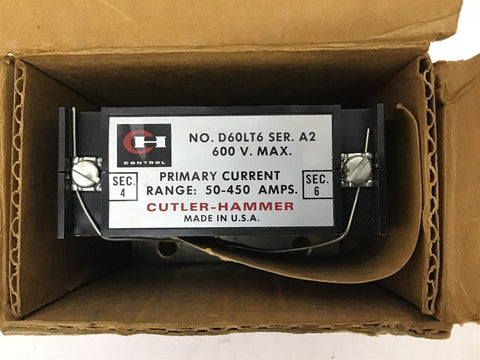 CH
CONTROL
NO. D60LT6 SER. A2
600 V. MAX.
PRIMARY CURRENT
RANGE: 50-450 AMPS.
SEC.
4
SEC.
6
CUTLER-HAMMER
MADE IN U.S.A.